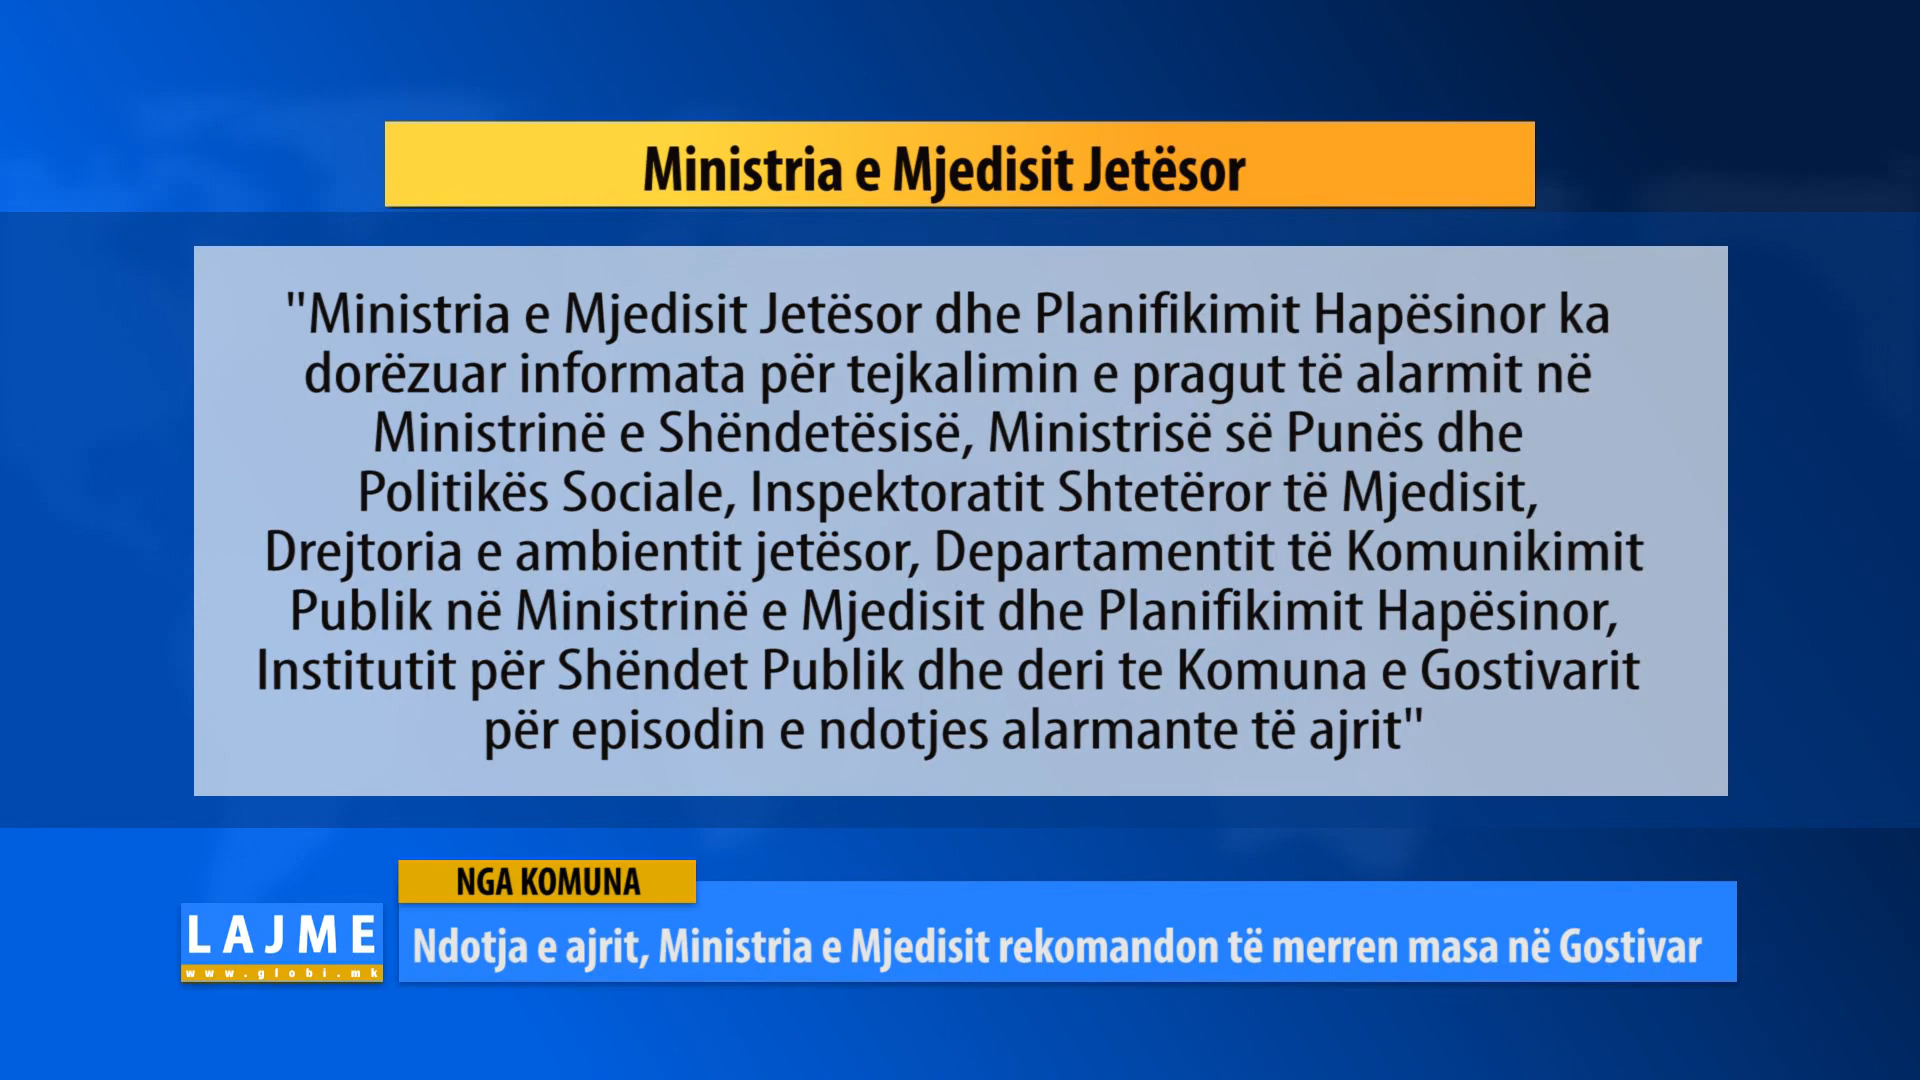 Ministria e Mjedisit Jetësor
"Ministria e Mjedisit Jetësor dhe Planifikimit Hapësinor ka
dorëzuar informata për tejkalimin e pragut të alarmit në
Ministrinë e Shëndetësisë, Ministrisë së Punës dhe
Politikës Sociale, Inspektoratit Shtetëror të Mjedisit,
Drejtoria e ambientit jetësor, Departamentit të Komunikimit
Publik në Ministrinë e Mjedisit dhe Planifikimit Hapësinor,
Institutit për Shëndet Publik dhe deri te Komuna e Gostivarit
për episodin e ndotjes alarmante të ajrit"
NGA KOMUNA
LAJME
www.globi.mk
Ndotja e ajrit, Ministria e Mjedisit rekomandon të merren masa në Gostivar